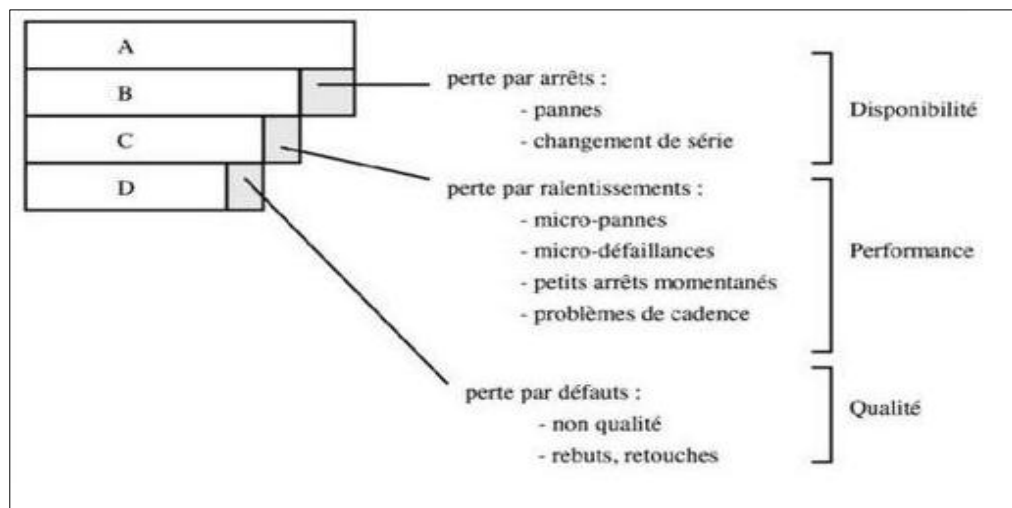 A
B
C
D
perte par arrêts :
- pannes
- changement de série
Disponibilité
perte par ralentissements :
- micro-pannes
- micro-défaillances
- petits arrêts momentanés
- problèmes de cadence
Performance
perte par défauts :
- non qualité
- rebuts, retouches
Qualité